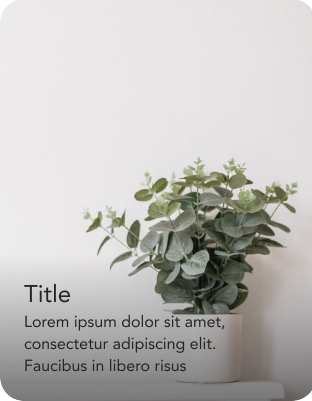 Title
Lorem ipsum dolor sit amet,
consectetur adipiscing elit.
Faucibus in libero risus